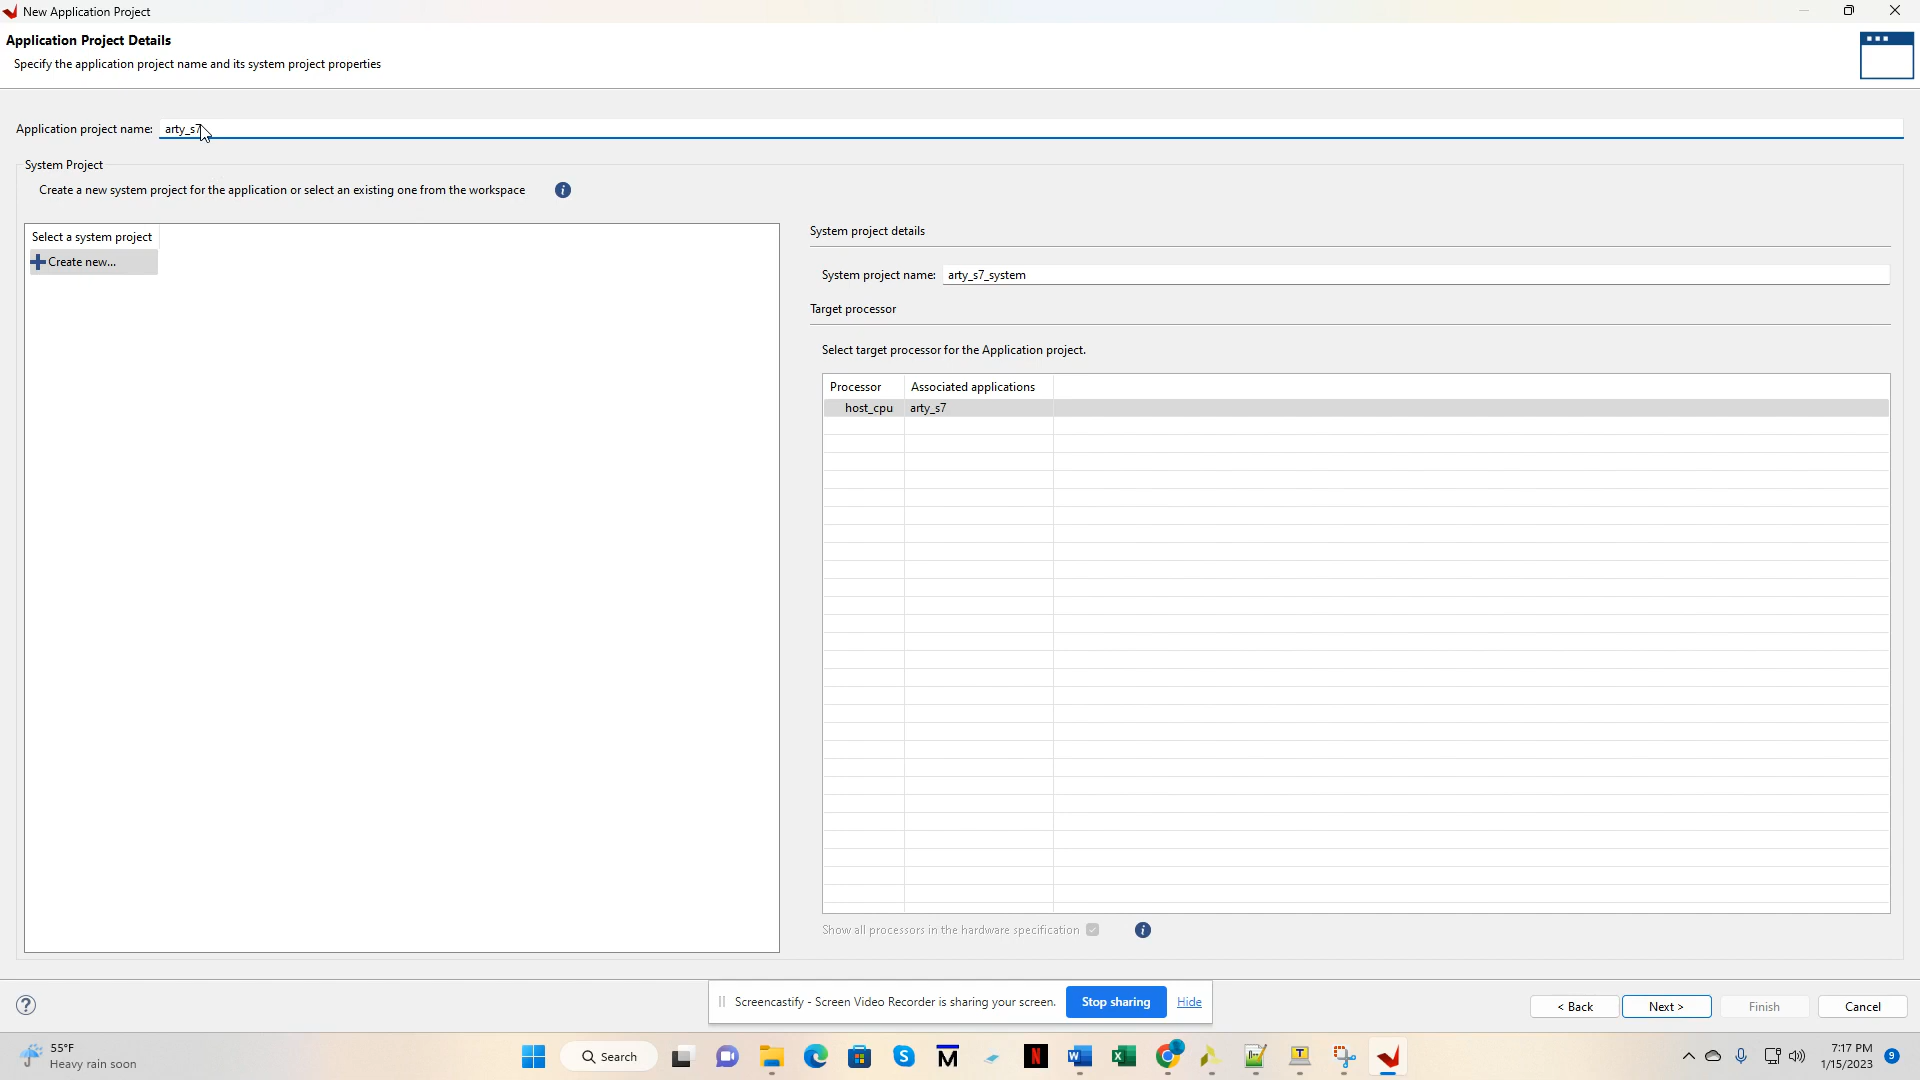 New Application Project
Application Project Details
Specify the application project name and its system project properties
Application project name: arty_s7
System Project
Create a new system project for the application or select an existing one from the workspace
Select a system project
Create new...
System project details
System project name: arty_s7_system
Target processor
Select target processor for the Application project.
Processor Associated applications
host_cpu arty_s7
Show all processors in the hardware specification
< Back Next > Finish Cancel
Screencastify - Screen Video Recorder is sharing your screen. Stop sharing Hide
55°F
Heavy rain soon
Search
7:17 PM
1/15/2023
9